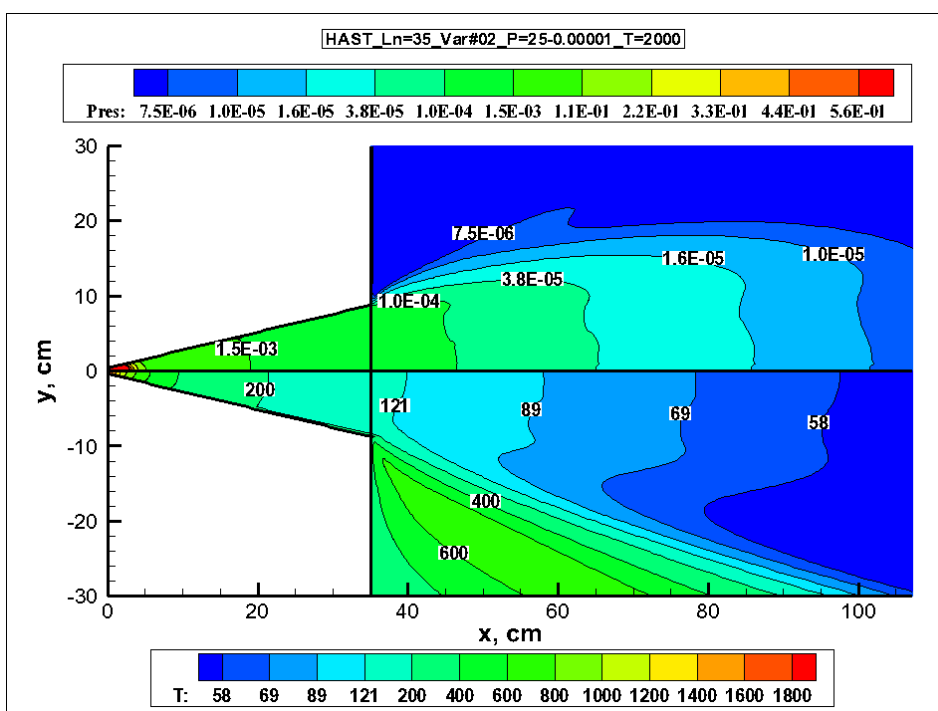 HAST_Ln=35_Var#02_P=25-0.00001_T=2000
Pres: 7.5E-06 1.0E-05 1.6E-05 3.8E-05 1.0E-04 1.5E-03 1.1E-01 2.2E-01 3.3E-01 4.4E-01 5.6E-01
30
20
10
0
-10
-20
-30
y, cm
7.5E-06
1.0E-05
1.6E-05
3.8E-05
1.0E-04
1.5E-03
200
121
89
69
58
400
600
0 20 40 60 80 100
x, cm
T: 58 69 89 121 200 400 600 800 1000 1200 1400 1600 1800